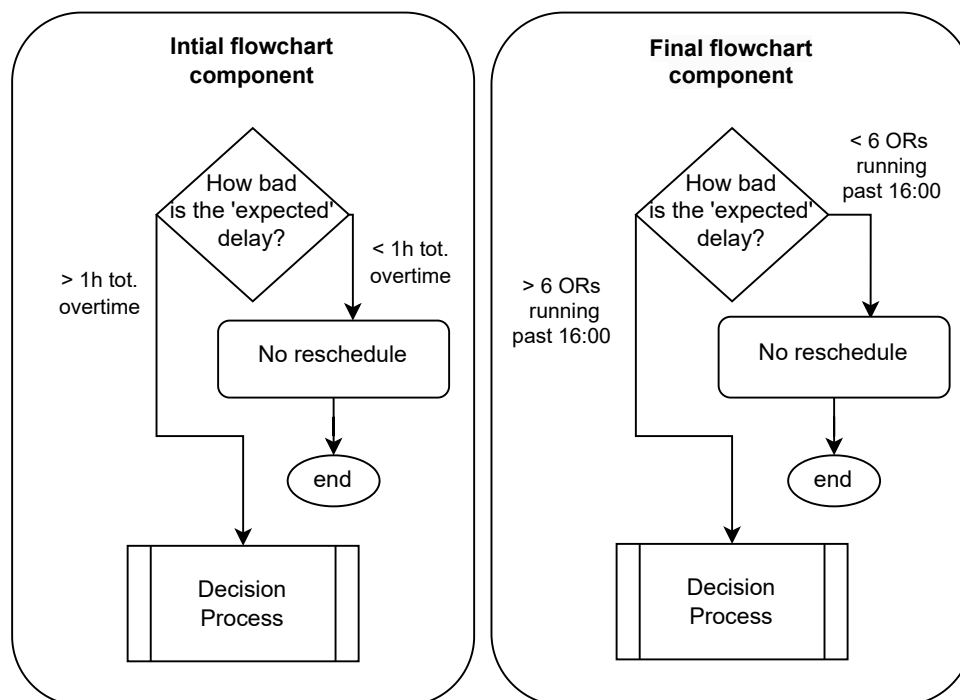 Intial flowchart
component
How bad
is the 'expected'
delay?
> 1h tot.
overtime
< 1h tot.
overtime
No reschedule
end
Decision
Process
Final flowchart
component
How bad
is the 'expected'
delay?
< 6 ORs
running
past 16:00
> 6 ORs
running
past 16:00
No reschedule
end
Decision
Process